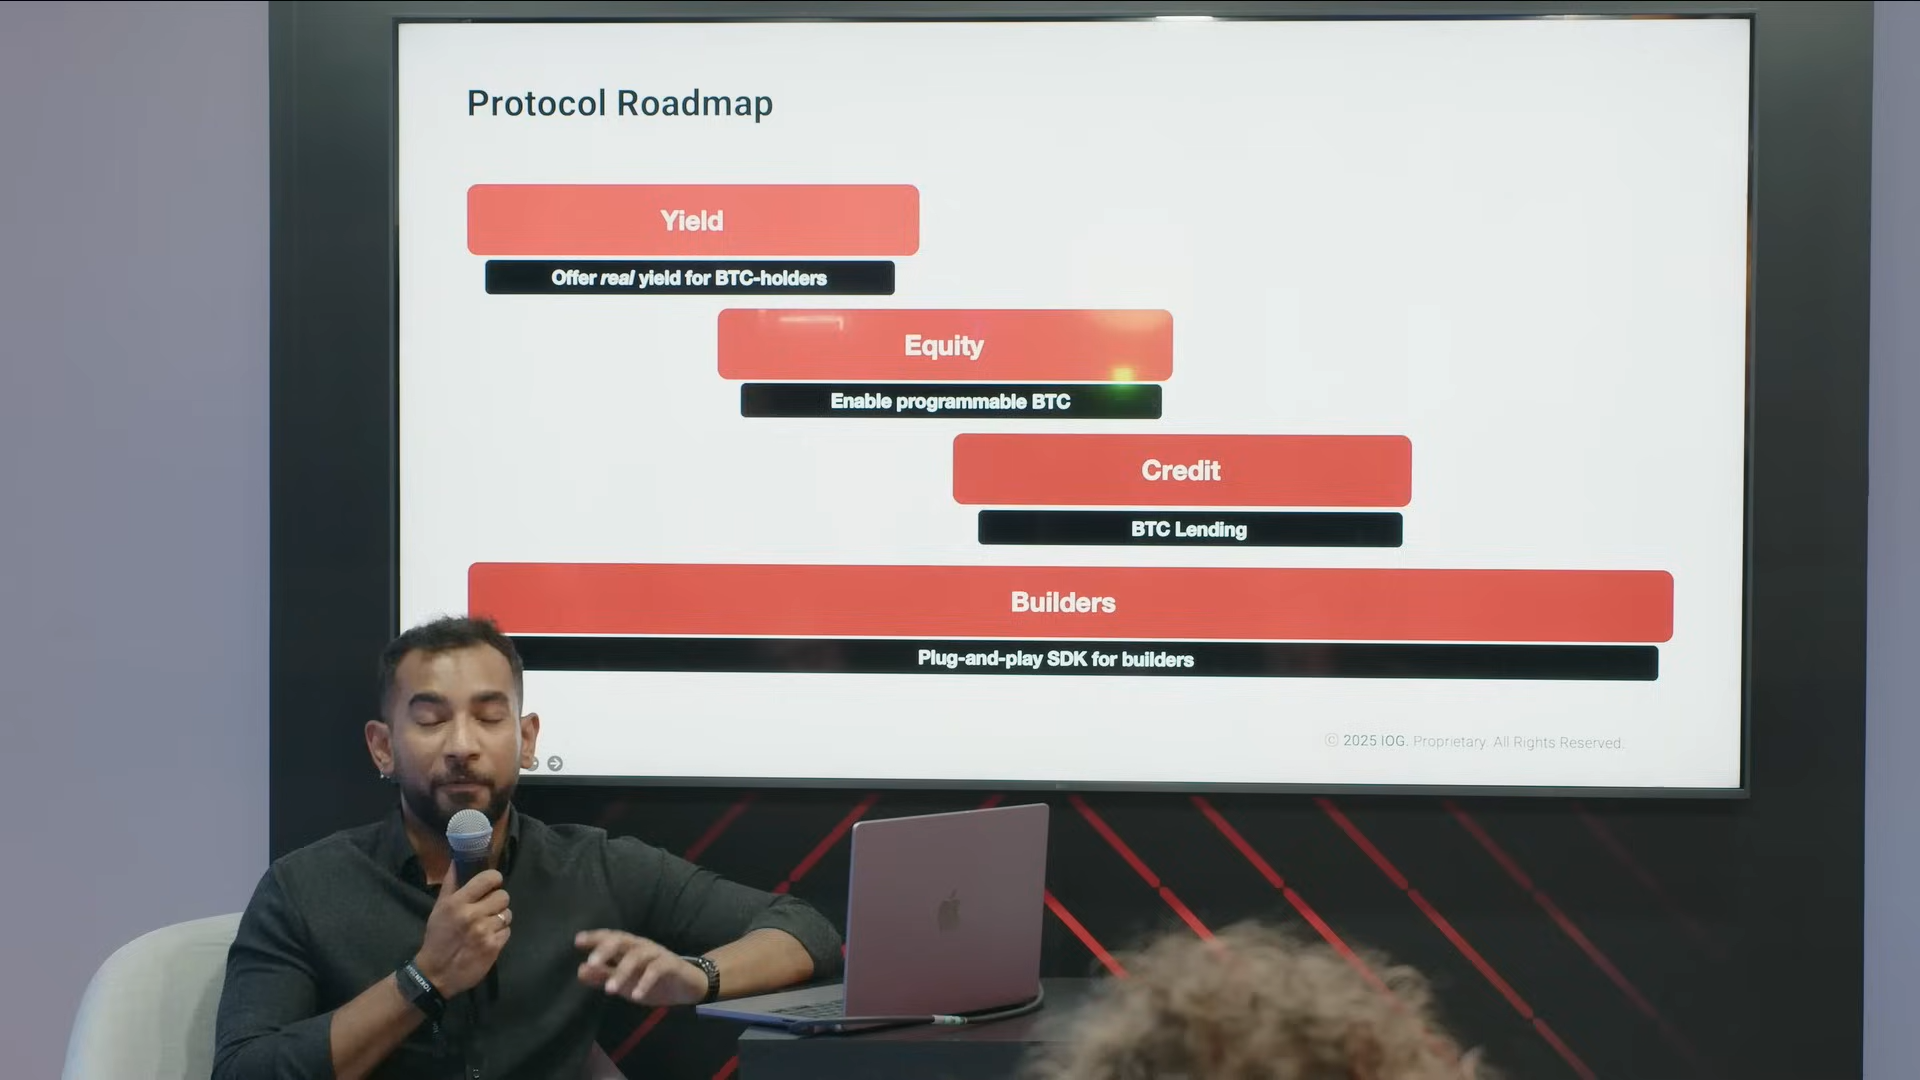 Protocol Roadmap
Yield
Offer real yield for BTC-holders
Equity
Enable programmable BTC
Credit
BTC Lending
Builders
Plug-and-play SDK for builders
© 2025 IOG. Proprietary. All Rights Reserved.